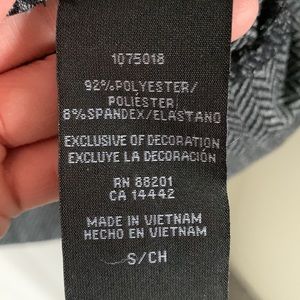 1075018
92%POLYESTER/
POLIÉSTER
8%SPANDEX/ELASTANO
EXCLUSIVE OF DECORATION
EXCLUYE LA DECORACIÓN
RN 88201
CA 14442
MADE IN VIETNAM
HECHO EN VIETNAM
S/CH